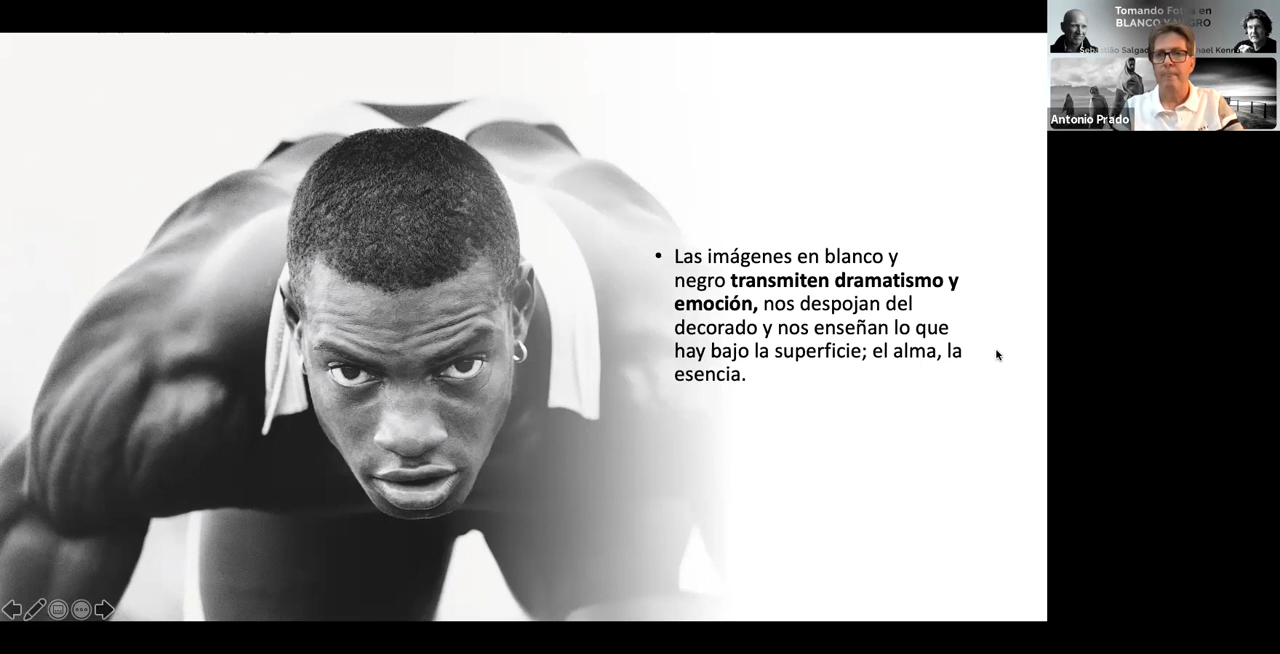 Tomando Fotos en
BLANCO Y NEGRO
Antonio Prado
• Las imágenes en blanco y
negro transmiten dramatismo y
emoción, nos despojan del
decorado y nos enseñan lo que
hay bajo la superficie; el alma, la
esencia.